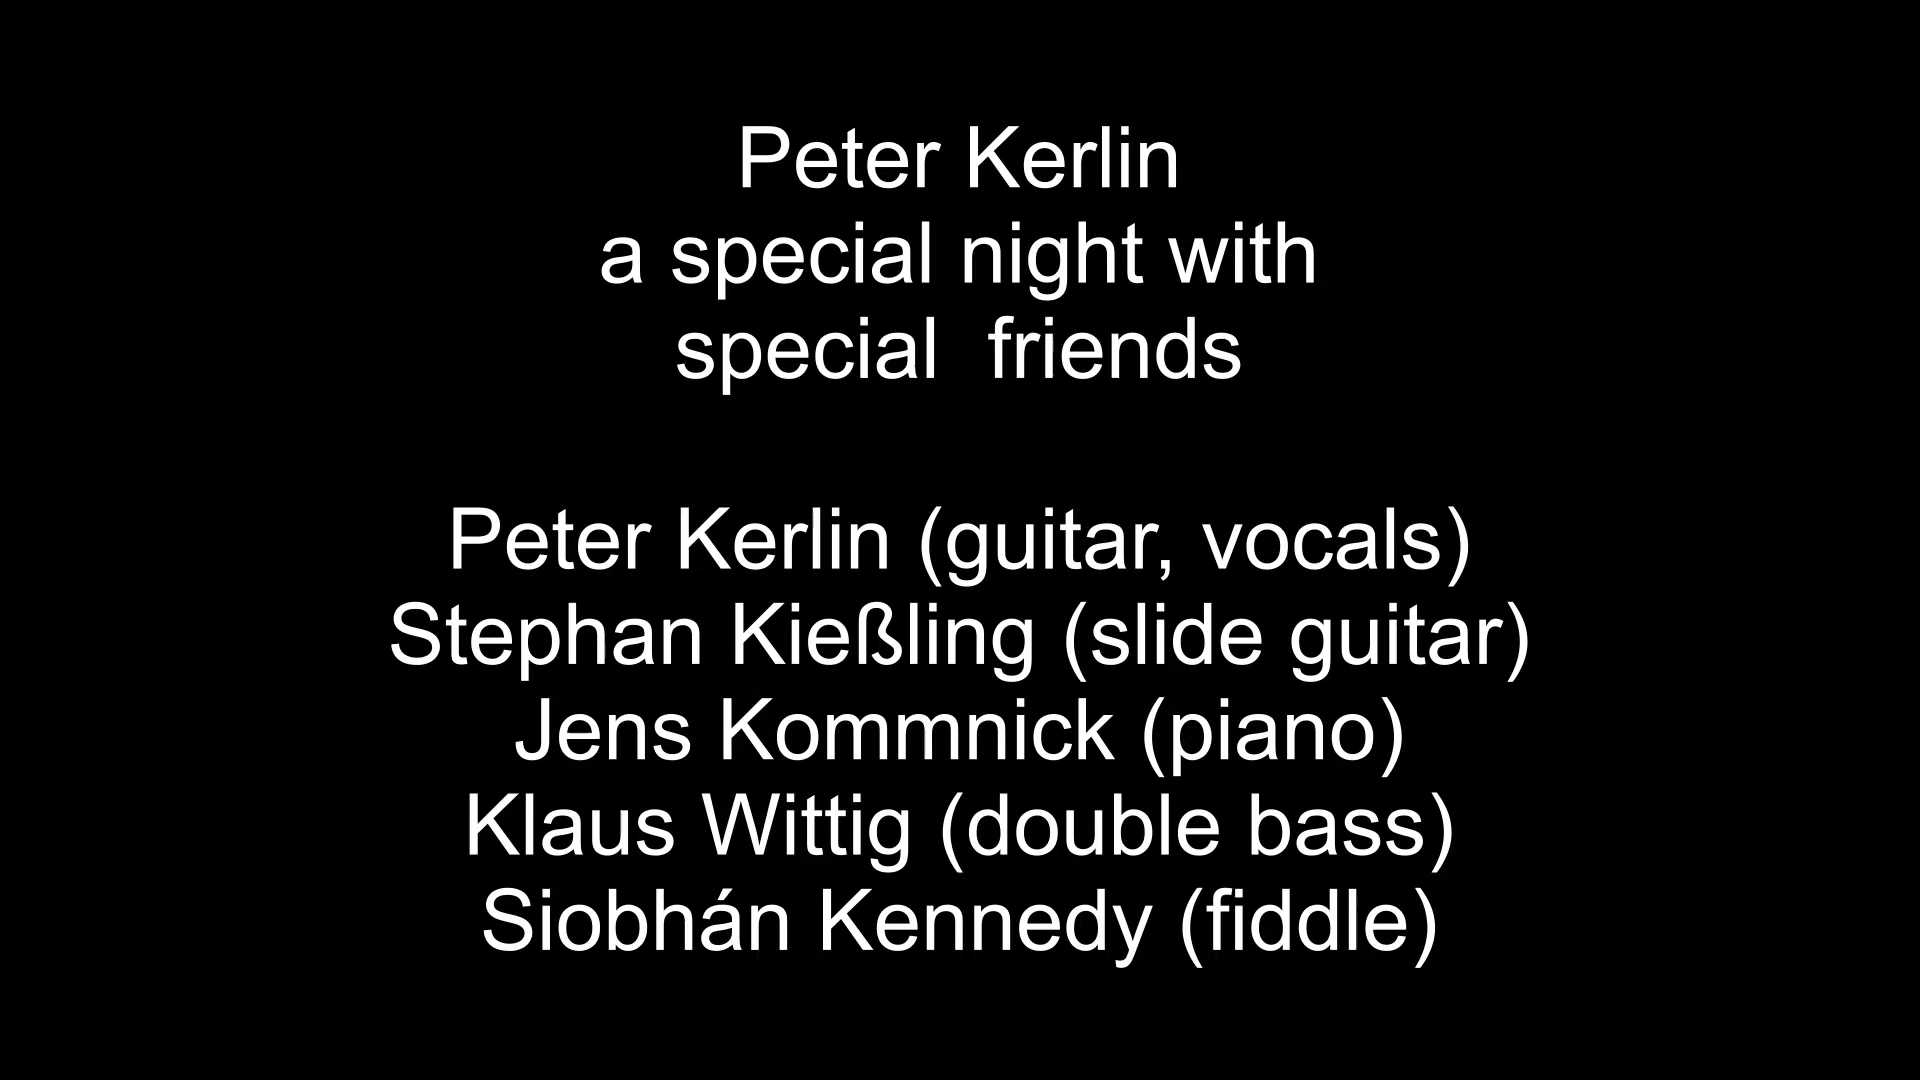 Peter Kerlin
a special night with
special  friends
Peter Kerlin (guitar, vocals)
Stephan Kießling (slide guitar)
Jens Kommnick (piano)
Klaus Wittig (double bass)
Siobhán Kennedy (fiddle)